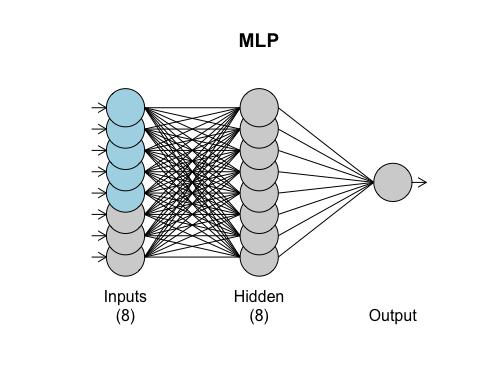 MLP
Inputs
(8)
Hidden
(8)
Output